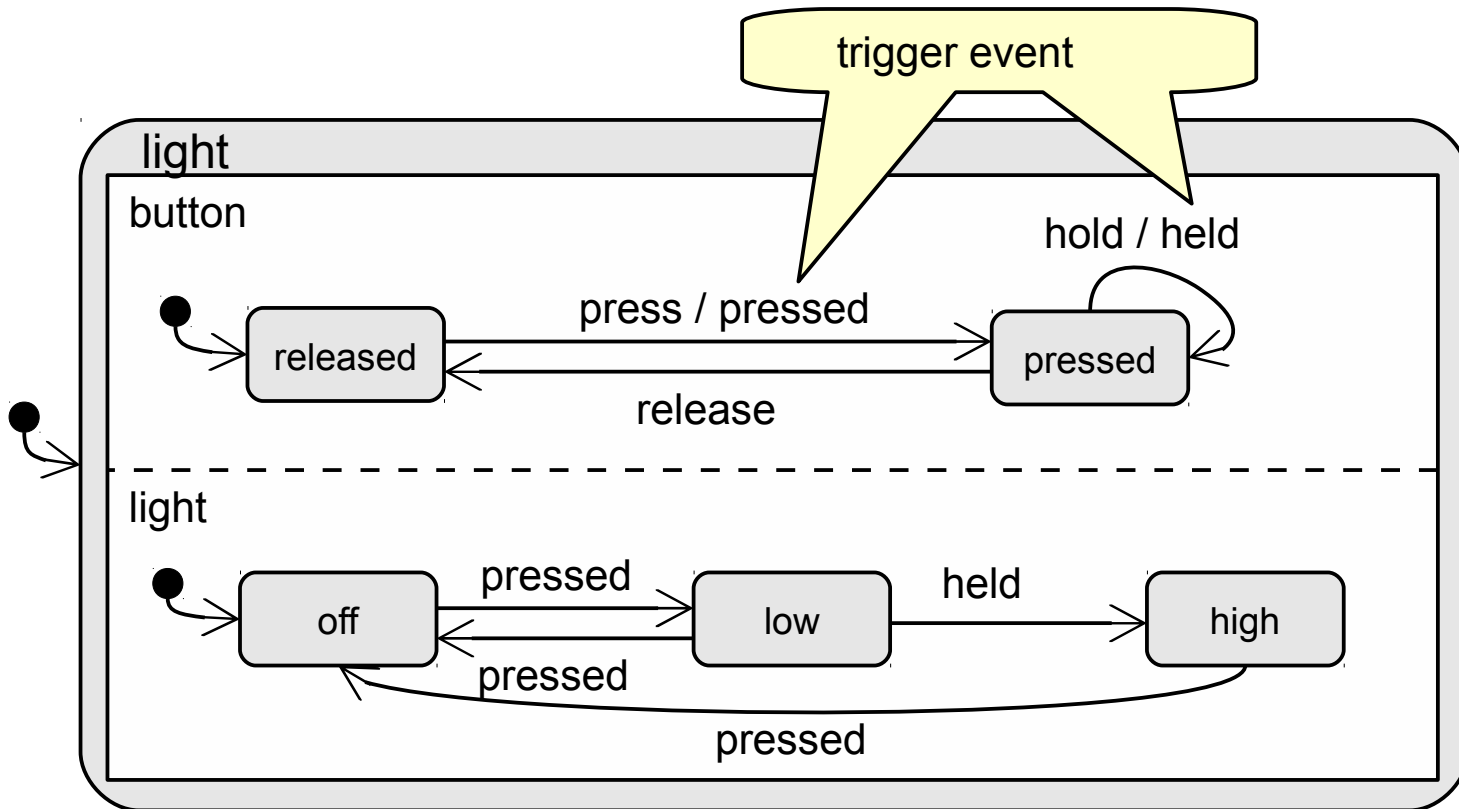 trigger event
light
button
hold / held
press / pressed
released
pressed
release
light
pressed
held
off
low
high
pressed
pressed